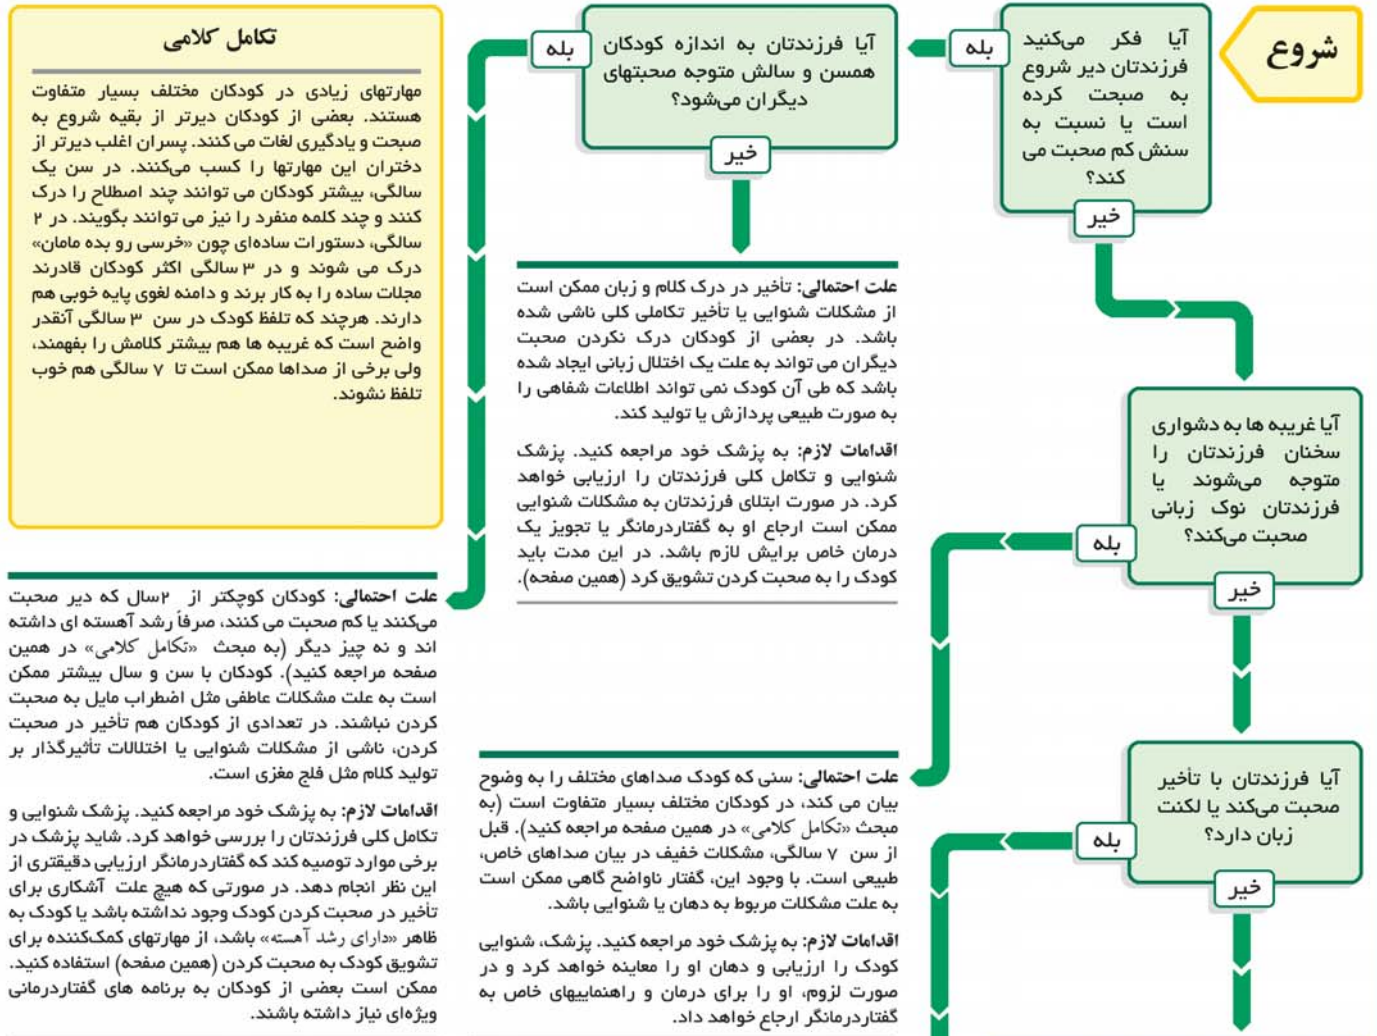 شروع
آیا فکر می‌کنید
فرزندتان دیر شروع
به صبحت کرده
است یا نسبت به
سنش کم صحبت می
کند؟
بله
خیر
آیا فرزندتان به اندازه کودکان
همسن و سالش متوجه صحبتهای
دیگران می‌شود؟
بله
خیر
علت احتمالی: تأخیر در درک کلام و زبان ممکن است
از مشکلات شنوایی یا تأخیر تکاملی کلی ناشی شده
باشد. در بعضی از کودکان درک نکردن صحبت
دیگران می تواند به علت یک اختلال زبانی ایجاد شده
باشد که طی آن کودک نمی تواند اطلاعات شفاهی را
به صورت طبیعی پردازش یا تولید کند.
اقدامات لازم: به پزشک خود مراجعه کنید. پزشک
شنوایی و تکامل کلی فرزندتان را ارزیابی خواهد
کرد. در صورت ابتلای فرزندتان به مشکلات شنوایی
ممکن است ارجاع او به گفتاردرمانگر یا تجویز یک
درمان خاص برایش لازم باشد. در این مدت باید
کودک را به صحبت کردن تشویق کرد (همین صفحه).
تکامل کلامی
مهارتهای زیادی در کودکان مختلف بسیار متفاوت
هستند. بعضی از کودکان دیرتر از بقیه شروع به
صبحت و یادگیری لغات می کنند. پسران اغلب دیرتر از
دختران این مهارتها را کسب می‌کنند. در سن یک
سالگی، بیشتر کودکان می توانند چند اصطلاح را درک
کنند و چند کلمه منفرد را نیز می توانند بگویند. در ۲
سالگی، دستورات ساده‌ای چون «خرسی رو بده مامان»
درک می شوند و در ۳ سالگی اکثر کودکان قادرند
مجلات ساده را به کار برند و دامنه لغوی پایه خوبی هم
دارند. هرچند که تلفظ کودک در سن ۳ سالگی آنقدر
واضح است که غریبه ها هم بیشتر کلامش را بفهمند،
ولی برخی از صداها ممکن است تا ۷ سالگی هم خوب
تلفظ نشوند.
علت احتمالی: کودکان کوچکتر از ۲سال که دیر صحبت
می‌کنند یا کم صحبت می کنند، صرفاً رشد آهسته ای داشته
اند و نه چیز دیگر (به مبحث «تکامل کلامی» در همین
صفحه مراجعه کنید). کودکان با سن و سال بیشتر ممکن
است به علت مشکلات عاطفی مثل اضطراب مایل به صحبت
کردن نباشند. در تعدادی از کودکان هم تأخیر در صحبت
کردن، ناشی از مشکلات شنوایی یا اختلالات تأثیرگذار بر
تولید کلام مثل فلج مغزی است.
اقدامات لازم: به پزشک خود مراجعه کنید. پزشک شنوایی و
تکامل کلی فرزندتان را بررسی خواهد کرد. شاید پزشک در
برخی موارد توصیه کند که گفتاردرمانگر ارزیابی دقیقتری از
این نظر انجام دهد. در صورتی که هیچ علت آشکاری برای
تأخیر در صحبت کردن کودک وجود نداشته باشد یا کودک به
ظاهر «دارای رشد آهسته» باشد، از مهارتهای کمک‌کننده برای
تشویق کودک به صحبت کردن (همین صفحه) استفاده کنید.
ممکن است بعضی از کودکان به برنامه های گفتاردرمانی
ویژه‌ای نیاز داشته باشند.
آیا غریبه ها به دشواری
سخنان فرزندتان را
متوجه می‌شوند یا
فرزندتان نوک زبانی
صحبت می‌کند؟
بله
خیر
علت احتمالی: سنی که کودک صداهای مختلف را به وضوح
بیان می کند، در کودکان مختلف بسیار متفاوت است (به
مبحث «تکامل کلامی» در همین صفحه مراجعه کنید). قبل
از سن ۷ سالگی، مشکلات خفیف در بیان صداهای خاص،
طبیعی است. با وجود این، گفتار ناواضح گاهی ممکن است
به علت مشکلات مربوط به دهان یا شنوایی باشد.
اقدامات لازم: به پزشک خود مراجعه کنید. پزشک، شنوایی
کودک را ارزیابی و دهان او را معاینه خواهد کرد و در
صورت لزوم، او را برای درمان و راهنماییهای خاص به
گفتاردرمانگر ارجاع خواهد داد.
آیا فرزندتان با تأخیر
صحبت می‌کند یا لکنت
زبان دارد؟
بله
خیر